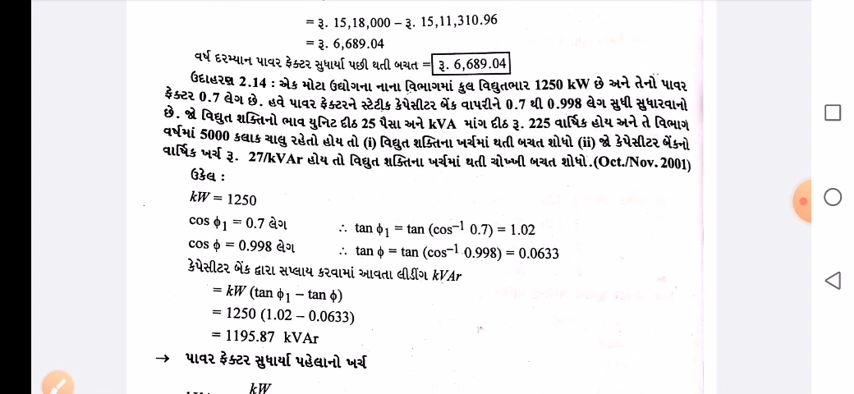 = રૂ. 15,18,000 – રૂ. 15,11,310.96
= રૂ. 6,689.04
વર્ષ દરમ્યાન પાવર ફેક્ટર સુધાર્યા પછી થતી બચત = રૂ. 6,689.04
ઉદાહરણ 2.14 : એક મોટા ઉદ્યોગના નાના વિભાગમાં કુલ વિદ્યુતભાર 1250 kW છે અને તેનો પાવર
ફેક્ટર 0.7 લેગ છે. હવે પાવર ફેક્ટરને સ્ટેટીક કેપેસીટર બેંક વાપરીને 0.7 થી 0.998 લેગ સુધી સુધારવાનો
છે. જો વિદ્યુત શક્તિનો ભાવ યુનિટ દીઠ 25 પૈસા અને kVA માંગ દીઠ રૂ. 225 વાર્ષિક હોય અને તે વિભાગ
વર્ષમાં 5000 કલાક ચાલુ રહેતો હોય તો (i) વિદ્યુત શક્તિના ખર્ચમાં થતી બચત શોધો (ii) જો કેપેસીટર બેંકનો
વાર્ષિક ખર્ચ રૂ. 27/kVAr હોય તો વિદ્યુત શક્તિના ખર્ચમાં થતી ચોખ્ખી બચત શોધો.(Oct./Nov. 2001)
ઉકેલ :
kW = 1250
cos ϕ₁ = 0.7 લેગ ∴ tan ϕ₁ = tan (cos⁻¹ 0.7) = 1.02
cos ϕ = 0.998 લેગ ∴ tan ϕ = tan (cos⁻¹ 0.998) = 0.0633
કેપેસીટર બેંક દ્વારા સપ્લાય કરવામાં આવતા લીડીંગ kVAr
= kW (tan ϕ₁ – tan ϕ)
= 1250 (1.02 – 0.0633)
= 1195.87 kVAr
→ પાવર ફેક્ટર સુધાર્યા પહેલાનો ખર્ચ
kW